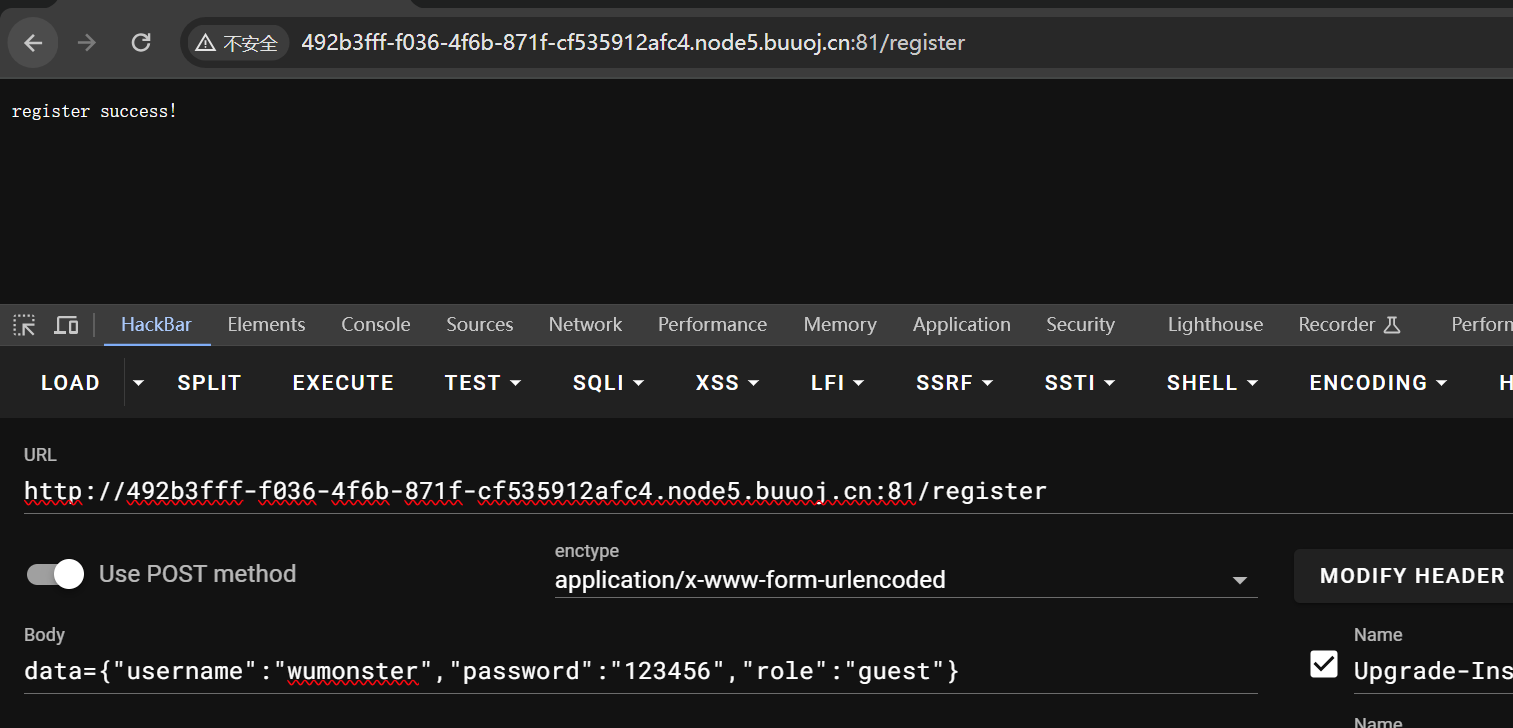 不安全 492b3fff-f036-4f6b-871f-cf535912afc4.node5.buuoj.cn:81/register
register success!
HackBar Elements Console Sources Network Performance Memory Application Security Lighthouse Recorder Perform
LOAD SPLIT EXECUTE TEST SQLI XSS LFI SSRF SSTI SHELL ENCODING H
URL
http://492b3fff-f036-4f6b-871f-cf535912afc4.node5.buuoj.cn:81/register
Use POST method
enctype
application/x-www-form-urlencoded
MODIFY HEADER
Body
data={"username":"wumonster","password":"123456","role":"guest"}
Name
Upgrade-Ins
Name